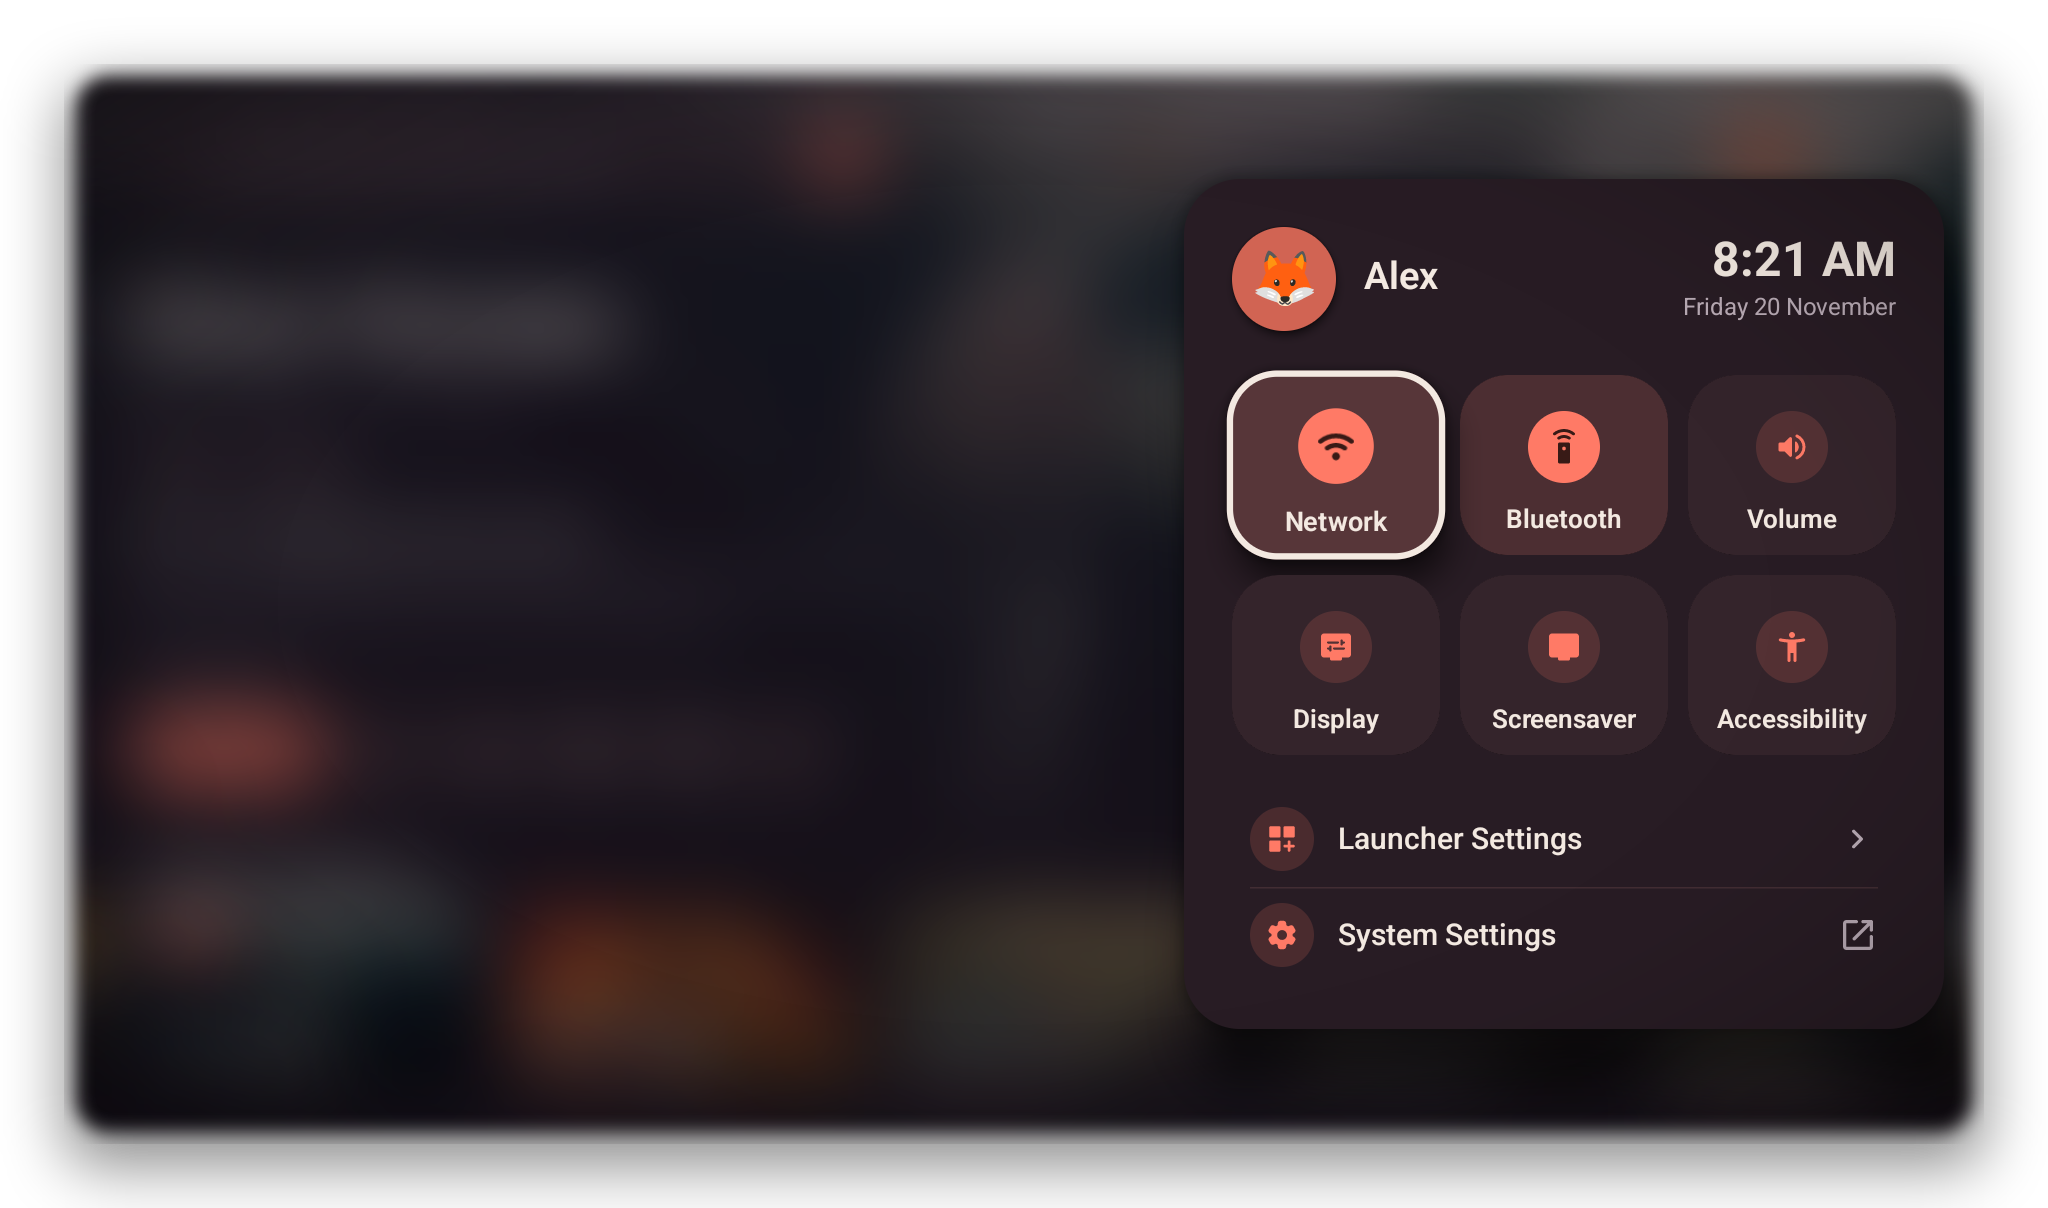 Alex
8:21 AM
Friday 20 November
Network
Bluetooth
Volume
Display
Screensaver
Accessibility
Launcher Settings
System Settings